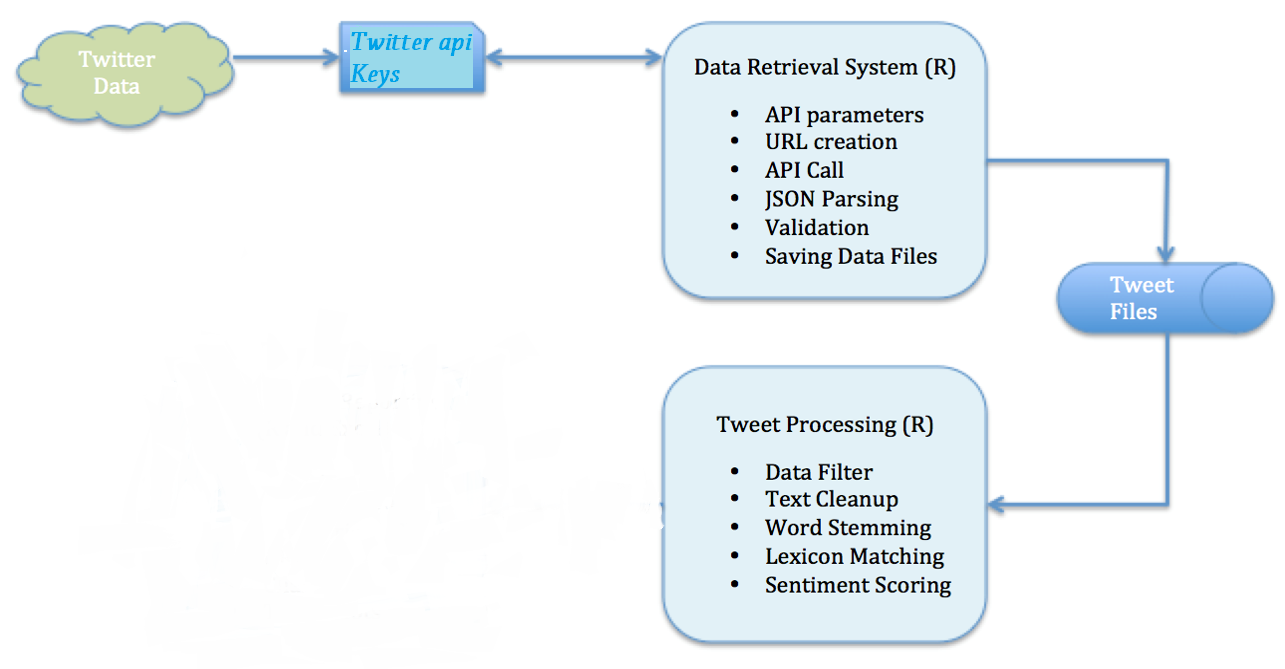 Twitter
Data
Twitter api
Keys
Data Retrieval System (R)
• API parameters
• URL creation
• API Call
• JSON Parsing
• Validation
• Saving Data Files
Tweet
Files
Tweet Processing (R)
• Data Filter
• Text Cleanup
• Word Stemming
• Lexicon Matching
• Sentiment Scoring